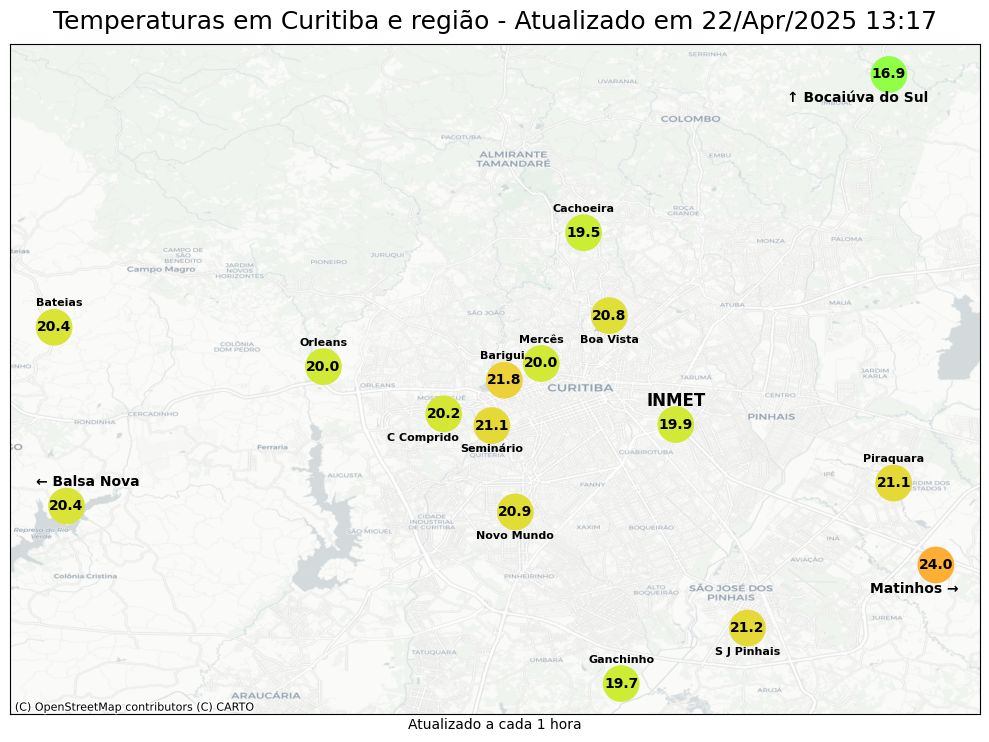 Temperaturas em Curitiba e região - Atualizado em 22/Apr/2025 13:17
SERRINHA
16.9
UVARANAL
↑ Bocaiúva do Sul
COLOMBO
PACOTUBA
ALMIRANTE
TAMANDARÉ
EMBU
Cachoeira
ROÇA
GRANDE
19.5
MONZA
PALOMA
CAMPO DE
SÃO
BENEDITO
JURUQUI
PIONEIRO
Campo Magro
JARDIM
NOVOS
HORIZONTES
Bateias
20.4
ATUBA
MAUÁ
SÃO JOÃO
20.8
Boa Vista
COLÔNIA
DOM PEDRO
Orleans
20.0
Mercês
20.0
Barigui
21.8
ORLEANS
CURITIBA
TARUMÃ
JARDIM
KARLA
CENTRO
INMET
19.9
PINHAIS
20.2
C Comprido
21.1
Seminário
CERCADINHO
RONDINHA
Ferraria
GUABIROTUBA
Piraquara
21.1
IPÊ
← Balsa Nova
20.4
AUGUSTA
FANNY
20.9
Novo Mundo
CIDADE
INDUSTRIAL
DE CURITIBA
SÃO MIGUEL
XAXIM
BOQUEIRÃO
INÁ
Represa do Rio
Verde
AVIAÇÃO
24.0
Matinhos →
Colônia Cristina
PINHEIRINHO
ALTO
BOQUEIRÃO
SÃO JOSÉ DOS
PINHAIS
JUREMA
21.2
S J Pinhais
TATUQUARA
UMBARÁ
Ganchinho
19.7
ARUJÁ
ARAUCÁRIA
(C) OpenStreetMap contributors (C) CARTO
Atualizado a cada 1 hora